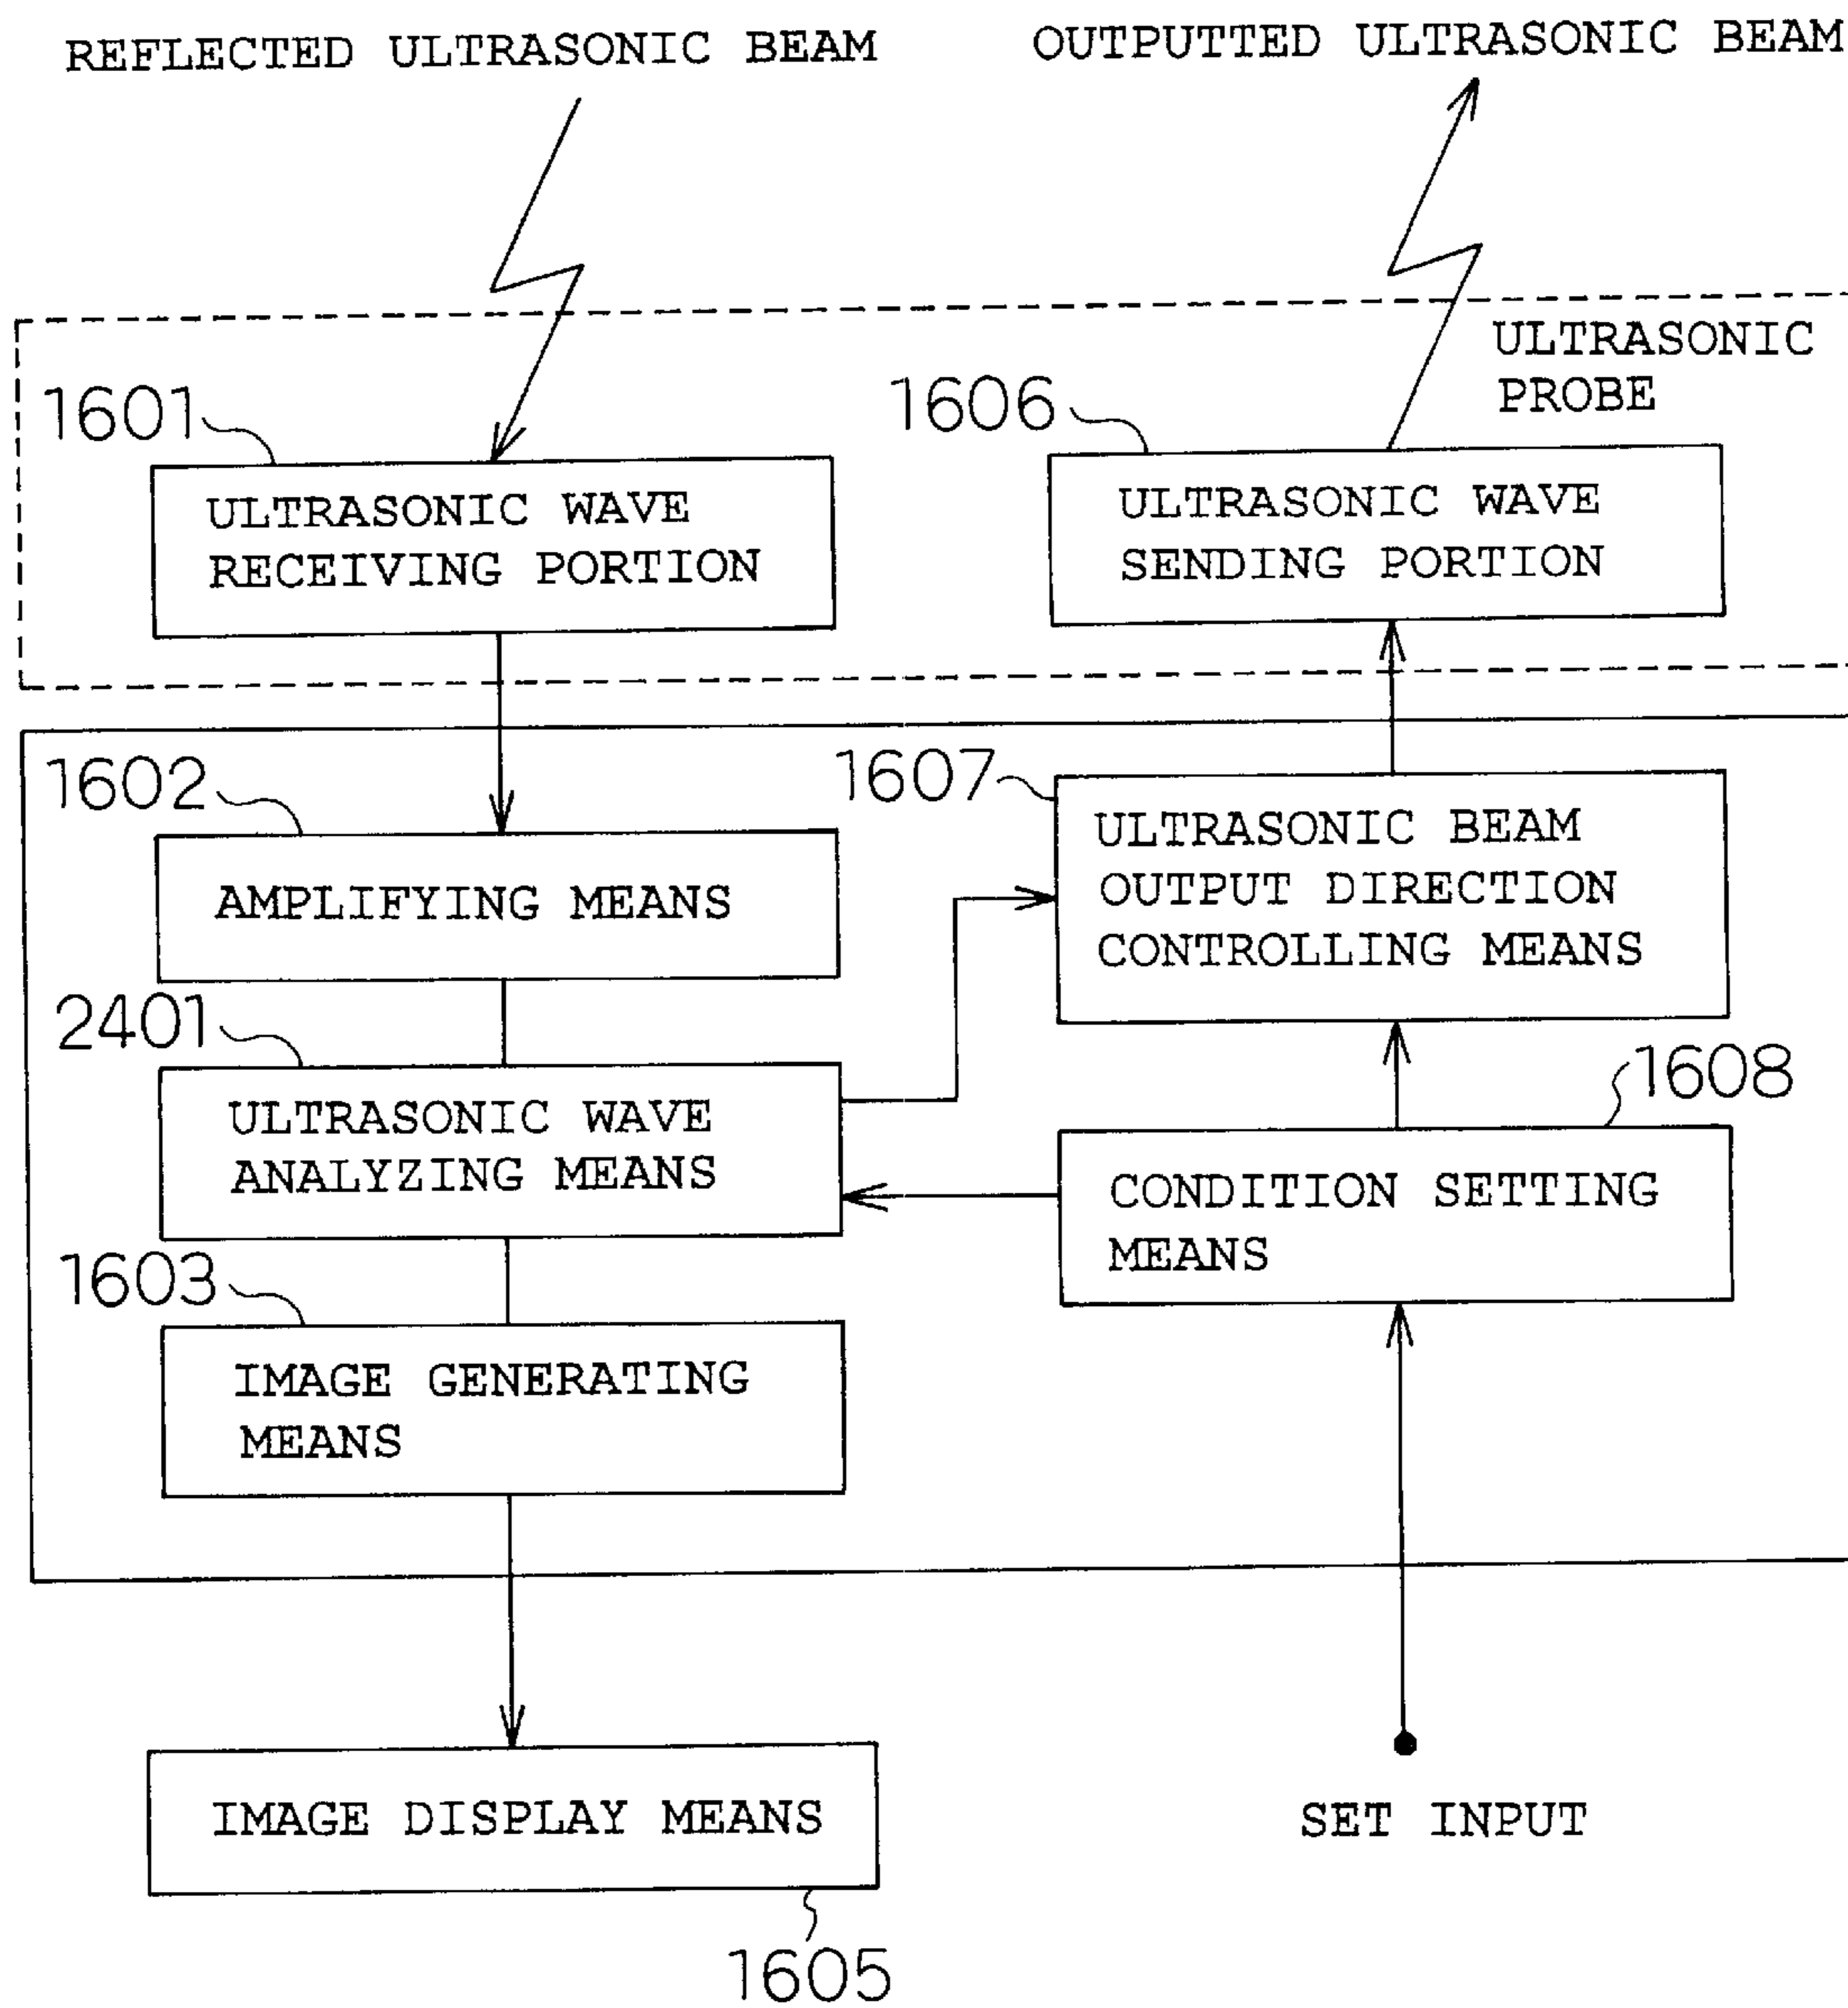 REFLECTED ULTRASONIC BEAM
OUTPUTTED ULTRASONIC BEAM
ULTRASONIC
PROBE
1601
1606
ULTRASONIC WAVE
RECEIVING PORTION
ULTRASONIC WAVE
SENDING PORTION
1602
1607
AMPLIFYING MEANS
ULTRASONIC BEAM
OUTPUT DIRECTION
CONTROLLING MEANS
2401
1608
ULTRASONIC WAVE
ANALYZING MEANS
CONDITION SETTING
MEANS
1603
IMAGE GENERATING
MEANS
IMAGE DISPLAY MEANS
SET INPUT
1605